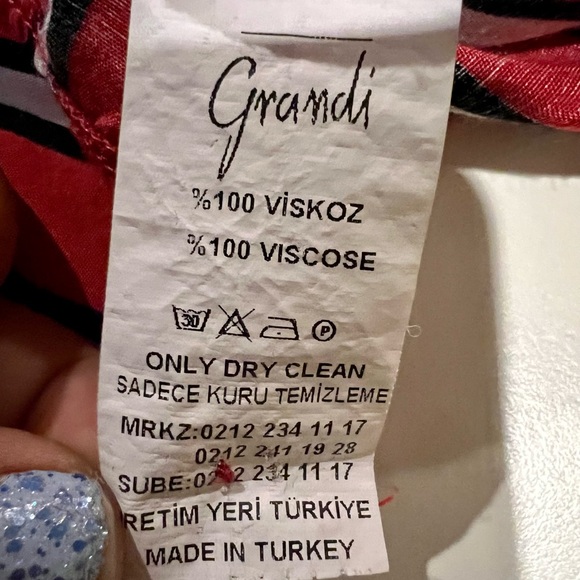 Grandi
%100 VİSKOZ
%100 VISCOSE
30 P
ONLY DRY CLEAN
SADECE KURU TEMİZLEME
MRKZ:0212 234 11 17
0212 241 19 28
SUBE:0212 234 11 17
RETİM YERİ TÜRKİYE
MADE IN TURKEY